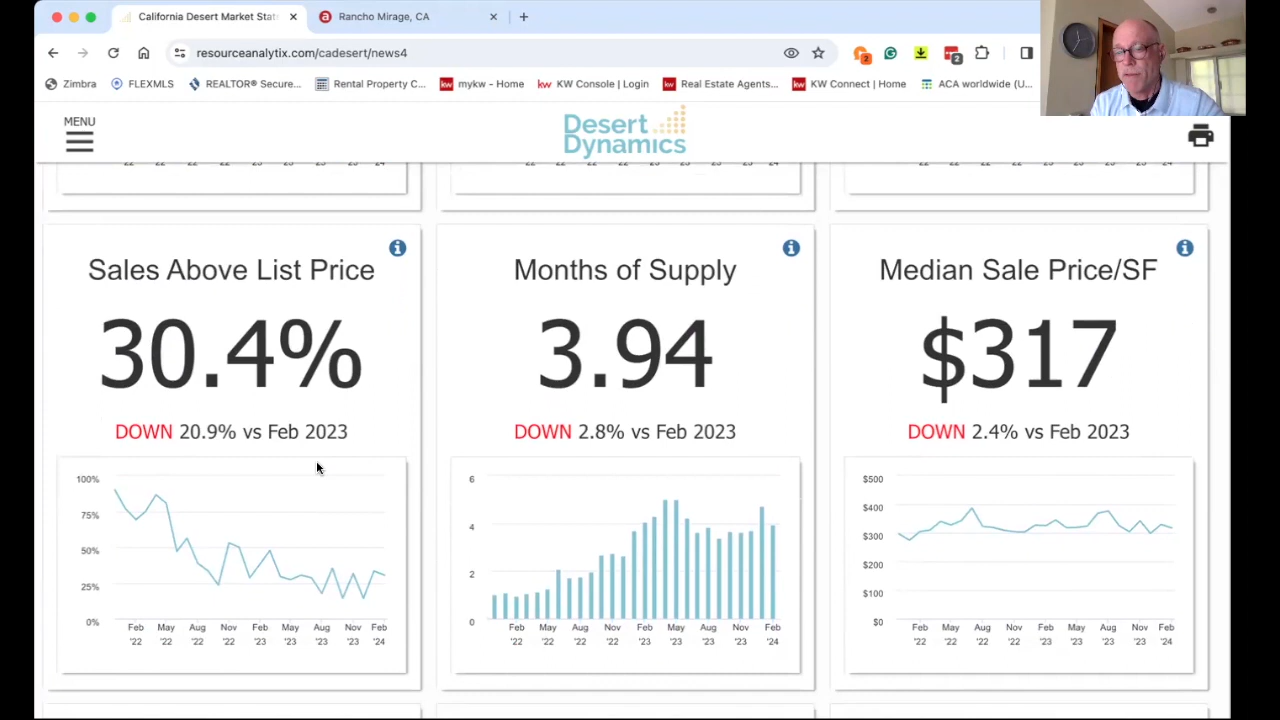 California Desert Market Stat
Rancho Mirage, CA
resourceanalytix.com/cadesert/news4
2
2
Zimbra
FLEXMLS
REALTOR® Secure...
Rental Property C...
mykw - Home
KW Console | Login
Real Estate Agents...
KW Connect | Home
ACA worldwide (U...
MENU
Desert
Dynamics
Sales Above List Price
30.4%
DOWN 20.9% vs Feb 2023
100%
75%
50%
25%
0%
Feb May Aug Nov Feb May Aug Nov Feb
'22 '22 '22 '22 '23 '23 '23 '23 '24
Months of Supply
3.94
DOWN 2.8% vs Feb 2023
6
4
2
0
Feb May Aug Nov Feb May Aug Nov Feb
'22 '22 '22 '22 '23 '23 '23 '23 '24
Median Sale Price/SF
$317
DOWN 2.4% vs Feb 2023
$500
$400
$300
$200
$100
$0
Feb May Aug Nov Feb May Aug Nov Feb
'22 '22 '22 '22 '23 '23 '23 '23 '24